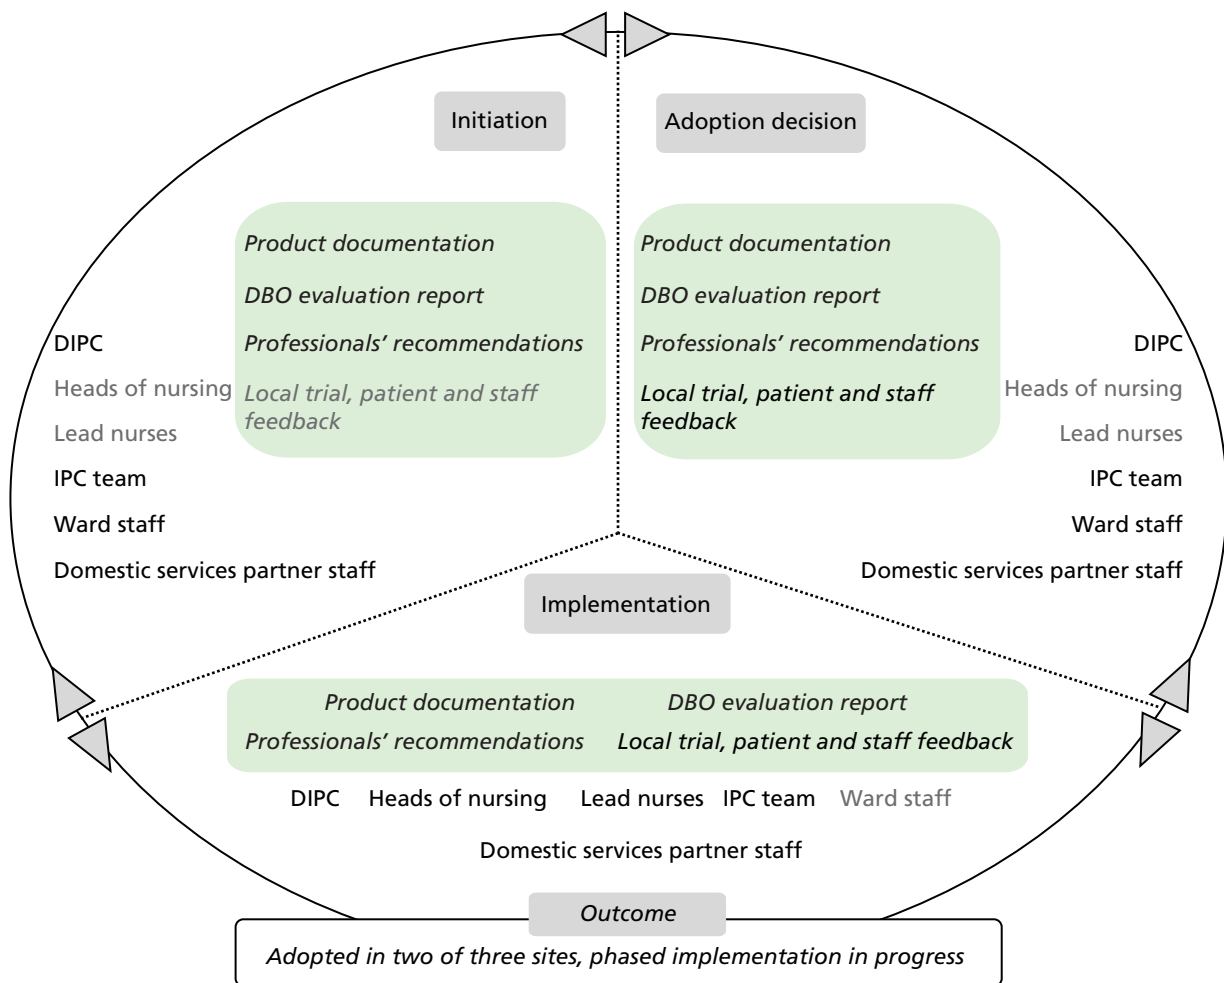 Initiation
Product documentation
DBO evaluation report
Professionals’ recommendations
Local trial, patient and staff
feedback
DIPC
Heads of nursing
Lead nurses
IPC team
Ward staff
Domestic services partner staff
Adoption decision
Product documentation
DBO evaluation report
Professionals’ recommendations
Local trial, patient and staff
feedback
DIPC
Heads of nursing
Lead nurses
IPC team
Ward staff
Domestic services partner staff
Implementation
Product documentation DBO evaluation report
Professionals’ recommendations Local trial, patient and staff feedback
DIPC Heads of nursing Lead nurses IPC team Ward staff
Domestic services partner staff
Outcome
Adopted in two of three sites, phased implementation in progress